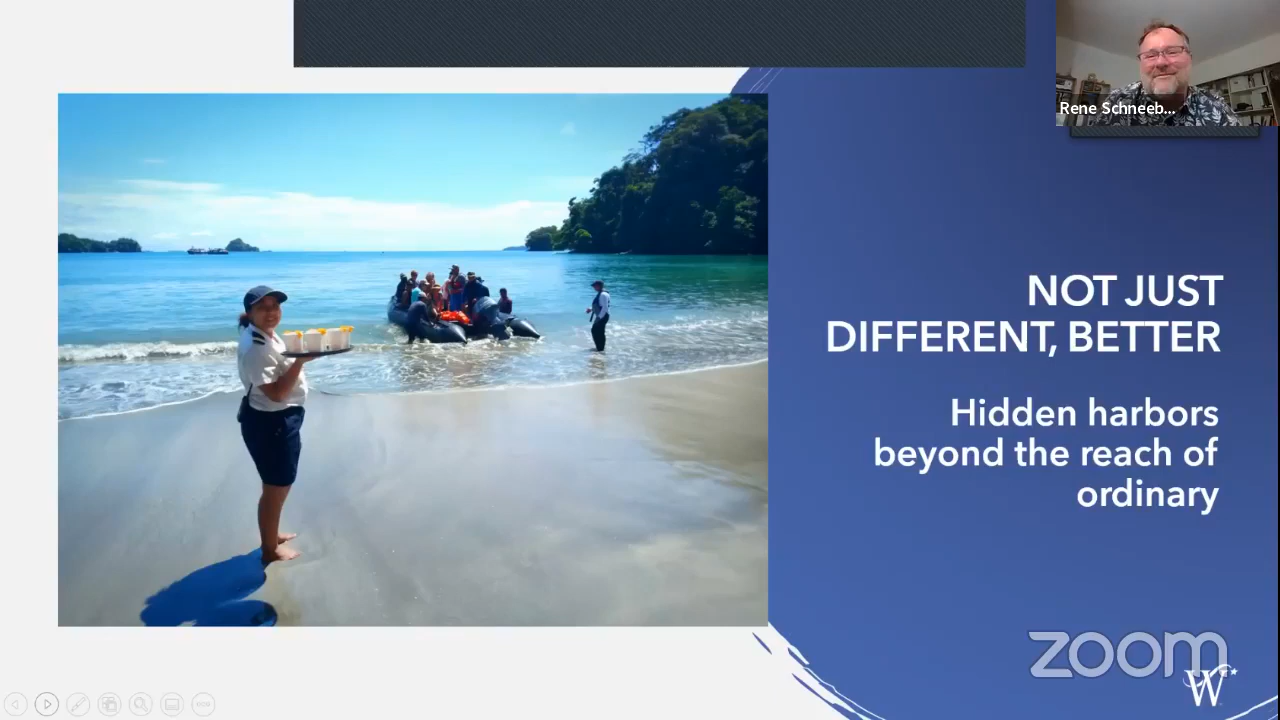 Rene Schneeb...
NOT JUST
DIFFERENT, BETTER
Hidden harbors
beyond the reach of
ordinary
zoom
W